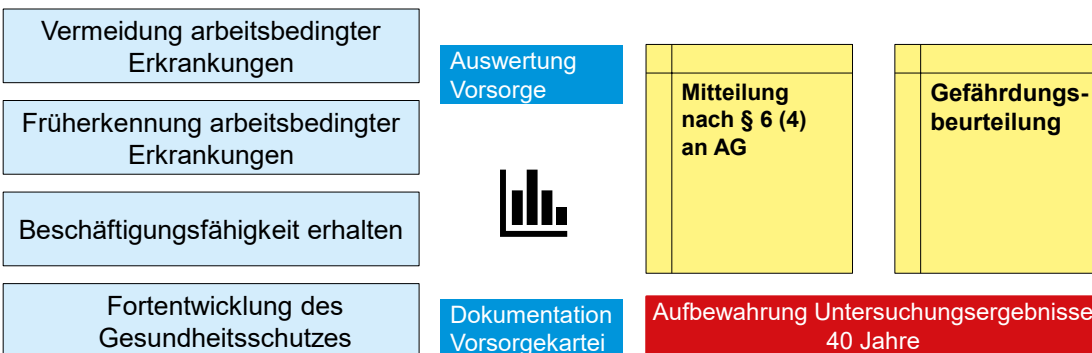 Vermeidung arbeitsbedingter
Erkrankungen
Früherkennung arbeitsbedingter
Erkrankungen
Beschäftigungsfähigkeit erhalten
Fortentwicklung des
Gesundheitsschutzes
Auswertung
Vorsorge
Dokumentation
Vorsorgekartei
Mitteilung
nach § 6 (4)
an AG
Gefährdungs-
beurteilung
Aufbewahrung Untersuchungsergebnisse
40 Jahre